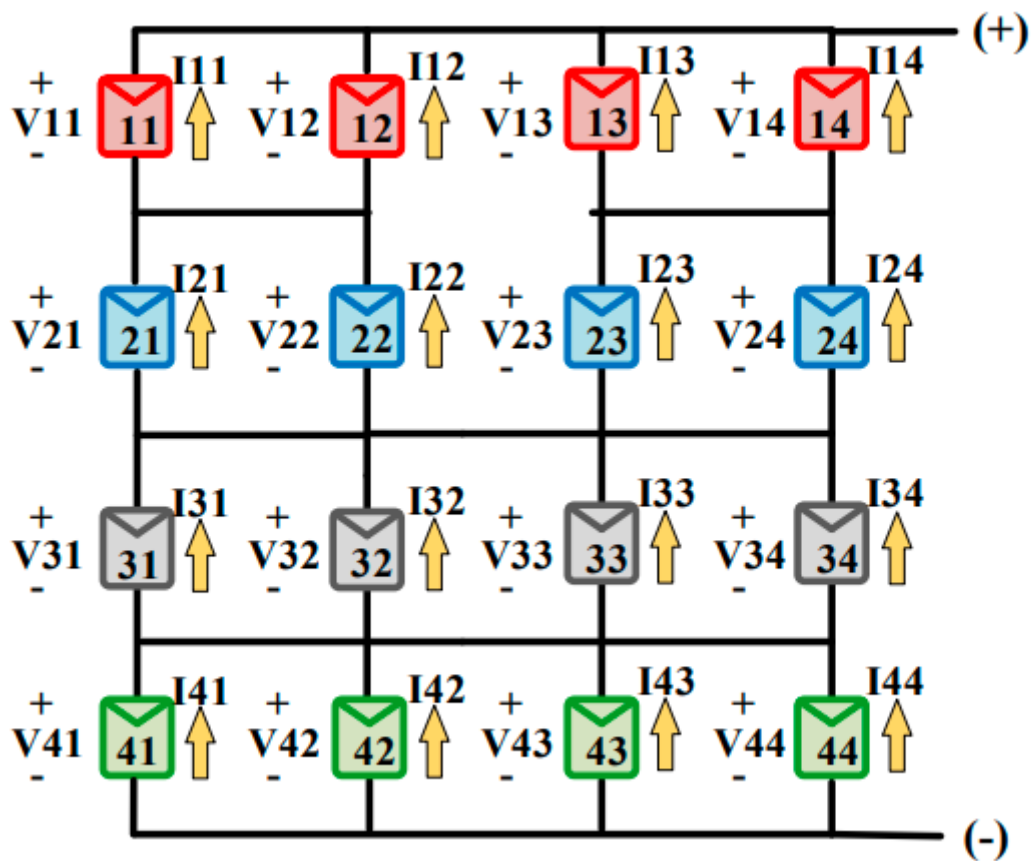 (+)
+ I11 + I12 + I13 + I14
V11 11 V12 12 V13 13 V14 14
- - - -
+ I21 + I22 + I23 + I24
V21 21 V22 22 V23 23 V24 24
- - - -
+ I31 + I32 + I33 + I34
V31 31 V32 32 V33 33 V34 34
- - - -
+ I41 + I42 + I43 + I44
V41 41 V42 42 V43 43 V44 44
- - - -
(-)